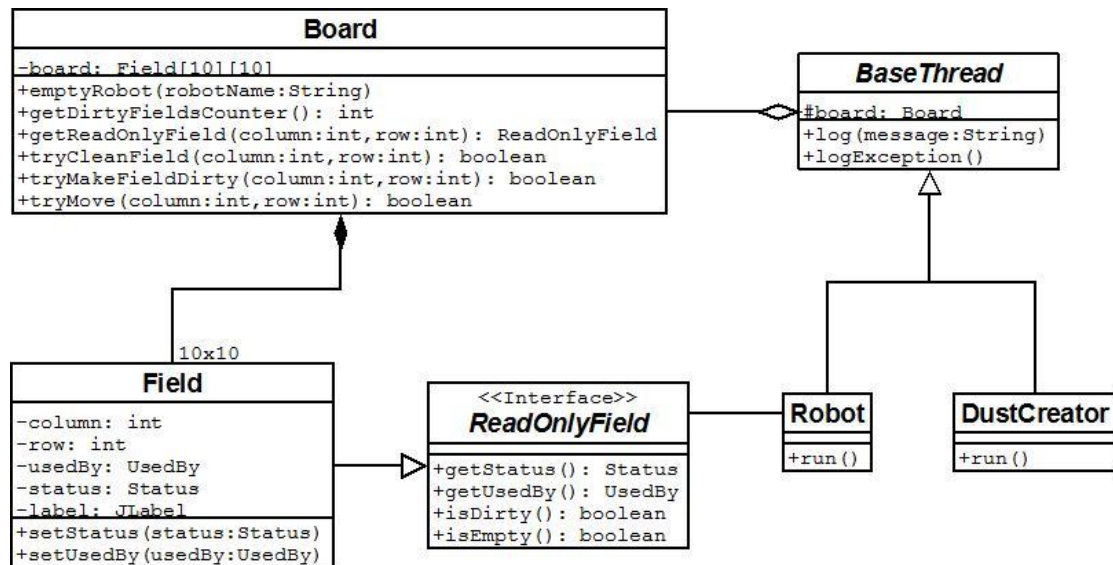 Board
-board: Field[10][10]
+emptyRobot(robotName:String)
+getDirtyFieldsCounter(): int
+getReadOnlyField(column:int,row:int): ReadOnlyField
+tryCleanField(column:int,row:int): boolean
+tryMakeFieldDirty(column:int,row:int): boolean
+tryMove(column:int,row:int): boolean
BaseThread
#board: Board
+log(message:String)
+logException()
10x10
Field
-column: int
-row: int
-usedBy: UsedBy
-status: Status
-label: JLabel
+setStatus(status:Status)
+setUsedBy(usedBy:UsedBy)
<<Interface>>
ReadOnlyField
+getStatus(): Status
+getUsedBy(): UsedBy
+isDirty(): boolean
+isEmpty(): boolean
Robot
+run()
DustCreator
+run()